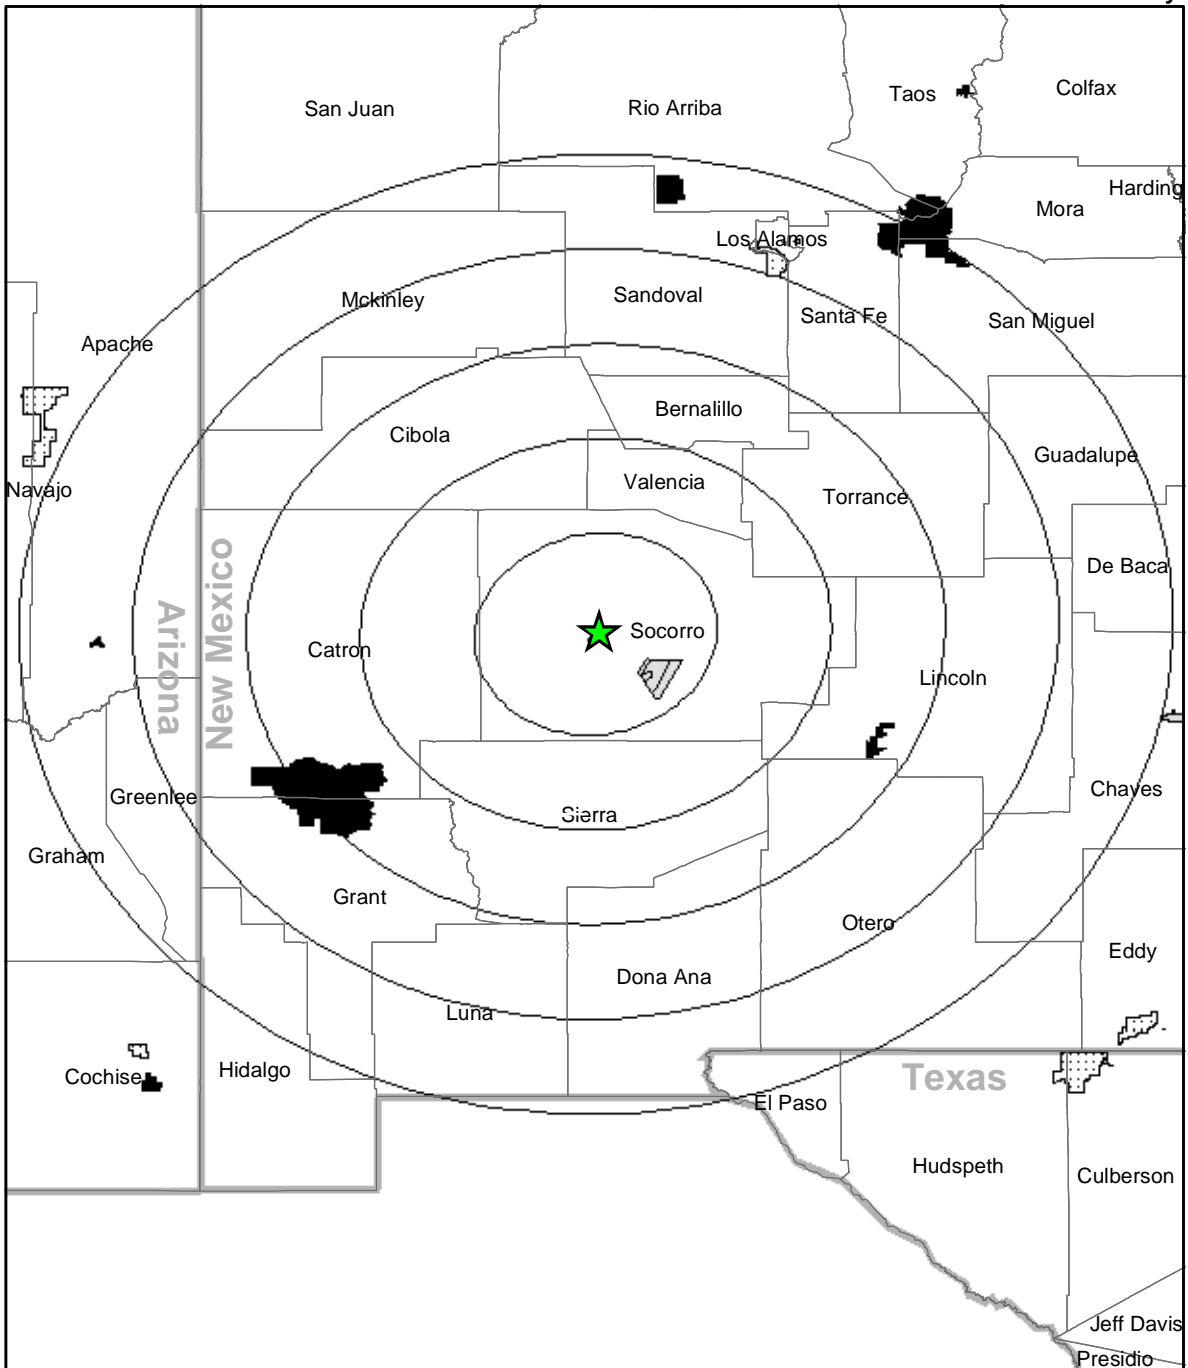 San Juan
Rio Arriba
Taos
Colfax
Harding
Mora
Los Alamos
Mckinley
Sandoval
Santa Fe
San Miguel
Apache
Bernalillo
Cibola
Guadalupe
Valencia
Navajo
Torrance
De Baca
Arizona
New Mexico
Socorro
Catron
Lincoln
Greenlee
Chaves
Sierra
Graham
Grant
Otero
Eddy
Dona Ana
Luna
Hidalgo
Cochise
Texas
El Paso
Hudspeth
Culberson
Jeff Davis
Presidio